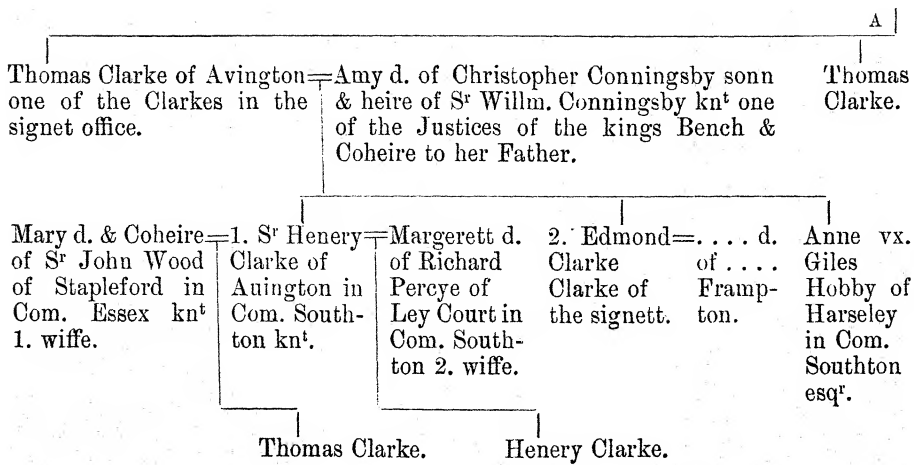 A
Thomas Clarke of Avington
one of the Clarkes in the
signet office.
Amy d. of Christopher Conningsby sonn
& heire of Sʳ Willm. Conningsby knᵗ one
of the Justices of the kings Bench &
Coheire to her Father.
Thomas
Clarke.
Mary d. & Coheire
of Sʳ John Wood
of Stapleford in
Com. Essex knᵗ
1. wiffe.
1. Sʳ Henery
Clarke of
Auington in
Com. South-
ton knᵗ.
Margerett d.
of Richard
Percye of
Ley Court in
Com. South-
ton 2. wiffe.
2. Edmond
Clarke
Clarke of
the signett.
. . . . d.
of . . . .
Framp-
ton.
Anne vx.
Giles
Hobby of
Harseley
in Com.
Southton
esqʳ.
Thomas Clarke.
Henery Clarke.